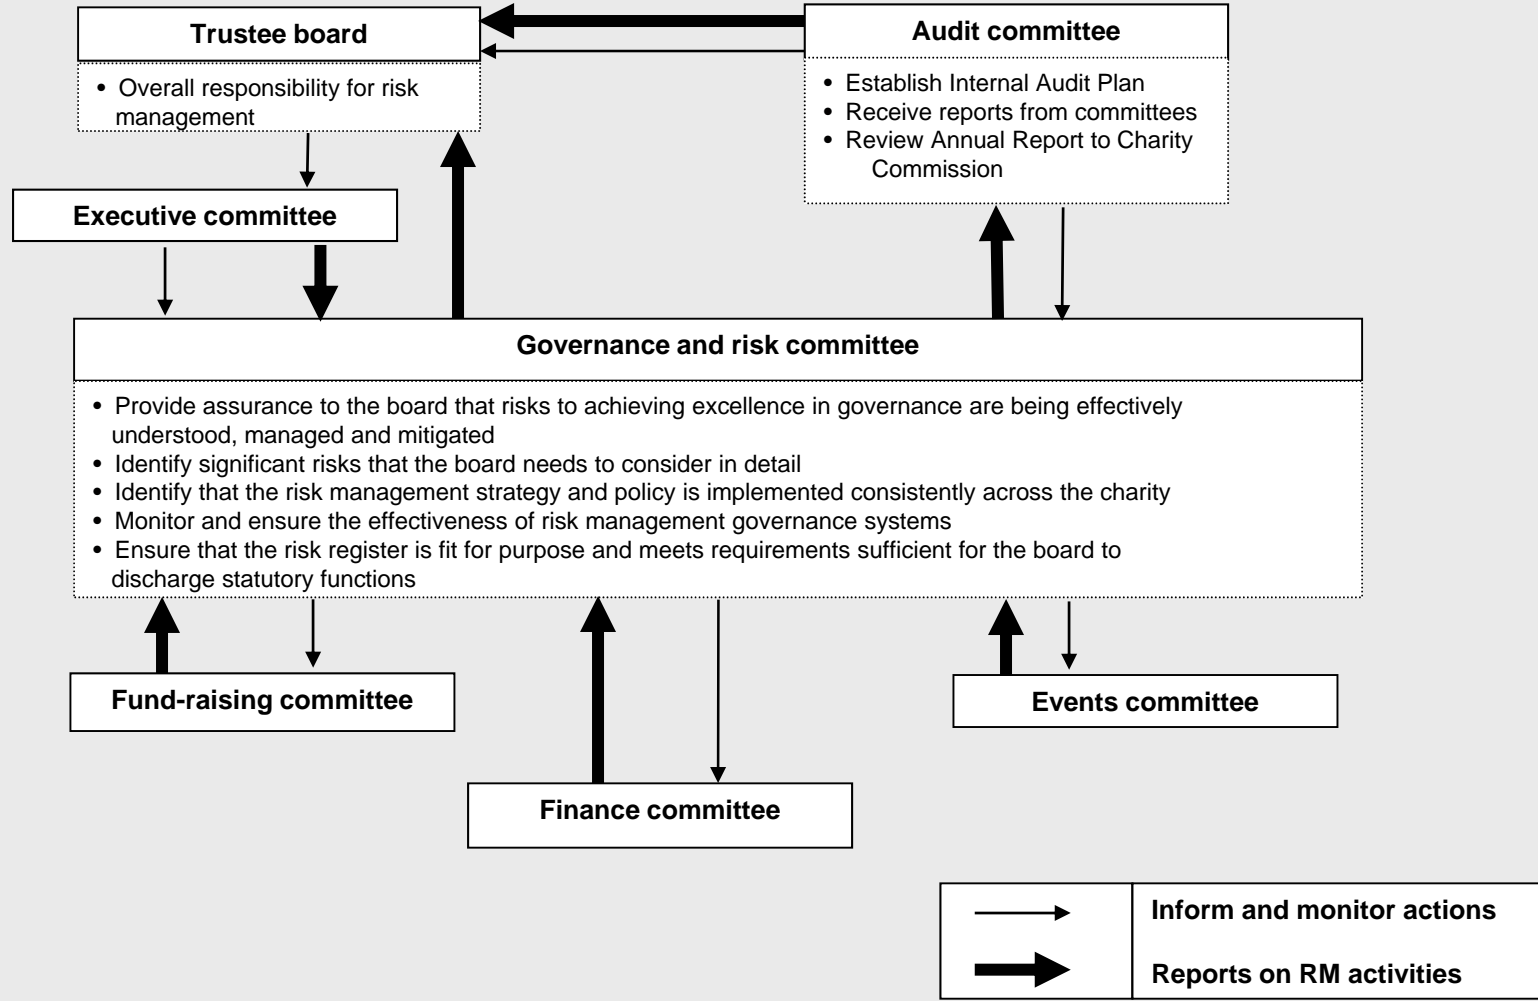 Trustee board
• Overall responsibility for risk
management
Audit committee
• Establish Internal Audit Plan
• Receive reports from committees
• Review Annual Report to Charity
Commission
Executive committee
Governance and risk committee
• Provide assurance to the board that risks to achieving excellence in governance are being effectively
understood, managed and mitigated
• Identify significant risks that the board needs to consider in detail
• Identify that the risk management strategy and policy is implemented consistently across the charity
• Monitor and ensure the effectiveness of risk management governance systems
• Ensure that the risk register is fit for purpose and meets requirements sufficient for the board to
discharge statutory functions
Fund-raising committee
Events committee
Finance committee
Inform and monitor actions
Reports on RM activities